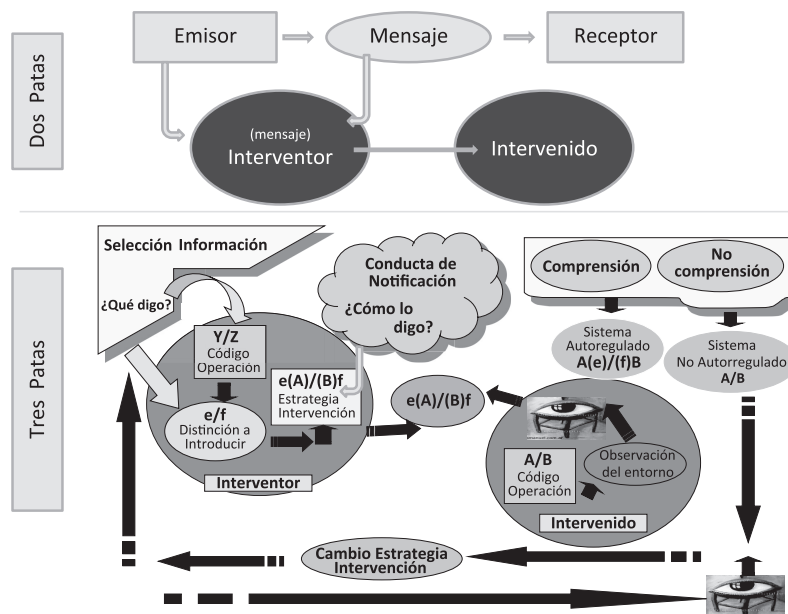 Dos Patas
Emisor
Mensaje
Receptor
(mensaje)
Interventor
Intervenido
Tres Patas
Selección Información
¿Qué digo?
Conducta de
Notificación
¿Cómo lo
digo?
Comprensión
No
comprensión
Y/Z
Código
Operación
e(A)/(B)f
Estrategia
Intervención
e/f
Distinción a
Introducir
Interventor
e(A)/(B)f
Sistema
Autoregulado
A(e)/(f)B
Sistema
No Autorregulado
A/B
A/B
Código
Operación
Observación
del entorno
Intervenido
Cambio Estrategia
Intervención